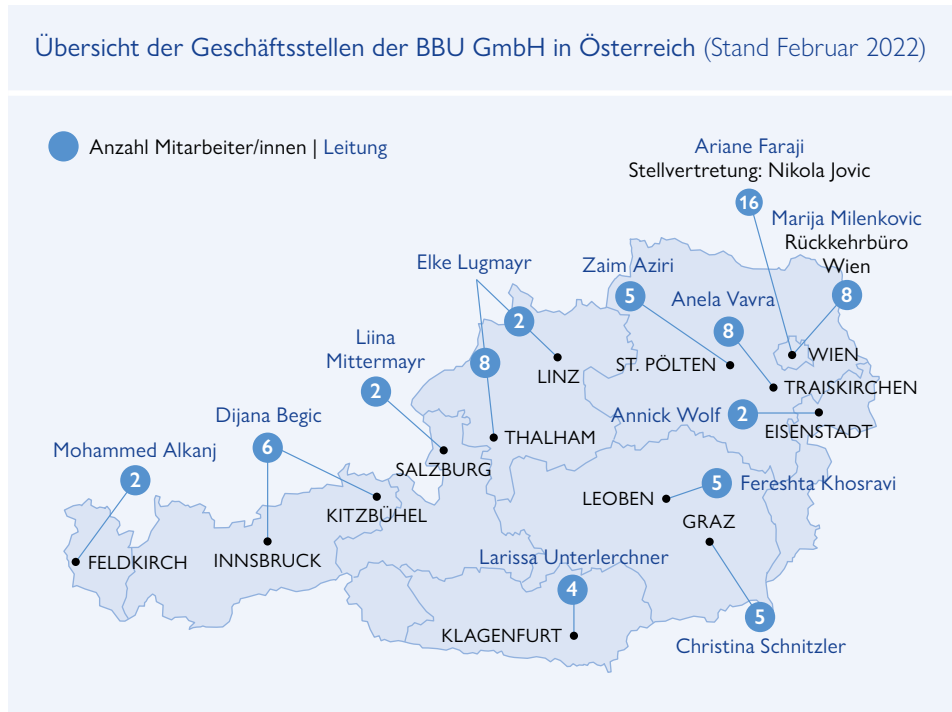 Übersicht der Geschäftsstellen der BBU GmbH in Österreich (Stand Februar 2022)
Anzahl Mitarbeiter/innen | Leitung
Ariane Faraji
Stellvertretung: Nikola Jovic
16
Marija Milenkovic
Rückkehrbüro
Wien
8
Elke Lugmayr
2
8
Zaim Aziri
5
Anela Vavra
8
Liina
Mittermayr
2
WIEN
LINZ
ST. PÖLTEN
TRAISKIRCHEN
Dijana Begic
6
Annick Wolf
2
EISENSTADT
THALHAM
Mohammed Alkanj
2
SALZBURG
5
Fereshta Khosravi
LEOBEN
KITZBÜHEL
GRAZ
FELDKIRCH
INNSBRUCK
Larissa Unterlerchner
4
5
KLAGENFURT
Christina Schnitzler